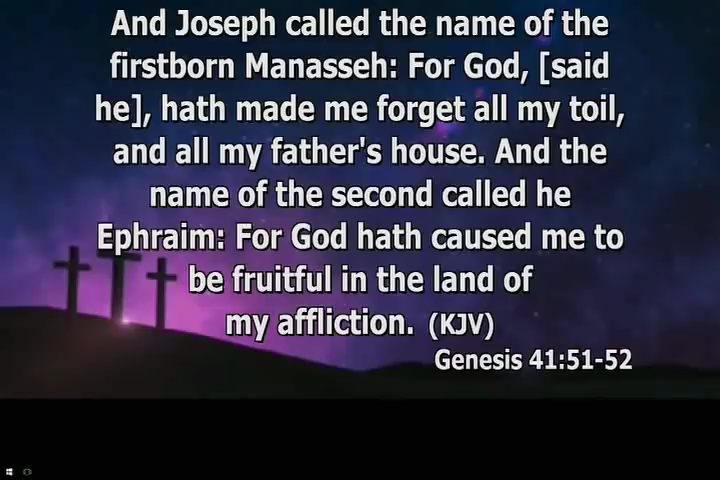 And Joseph called the name of the
firstborn Manasseh: For God, [said
he], hath made me forget all my toil,
and all my father's house. And the
name of the second called he
Ephraim: For God hath caused me to
be fruitful in the land of
my affliction. (KJV)
Genesis 41:51-52